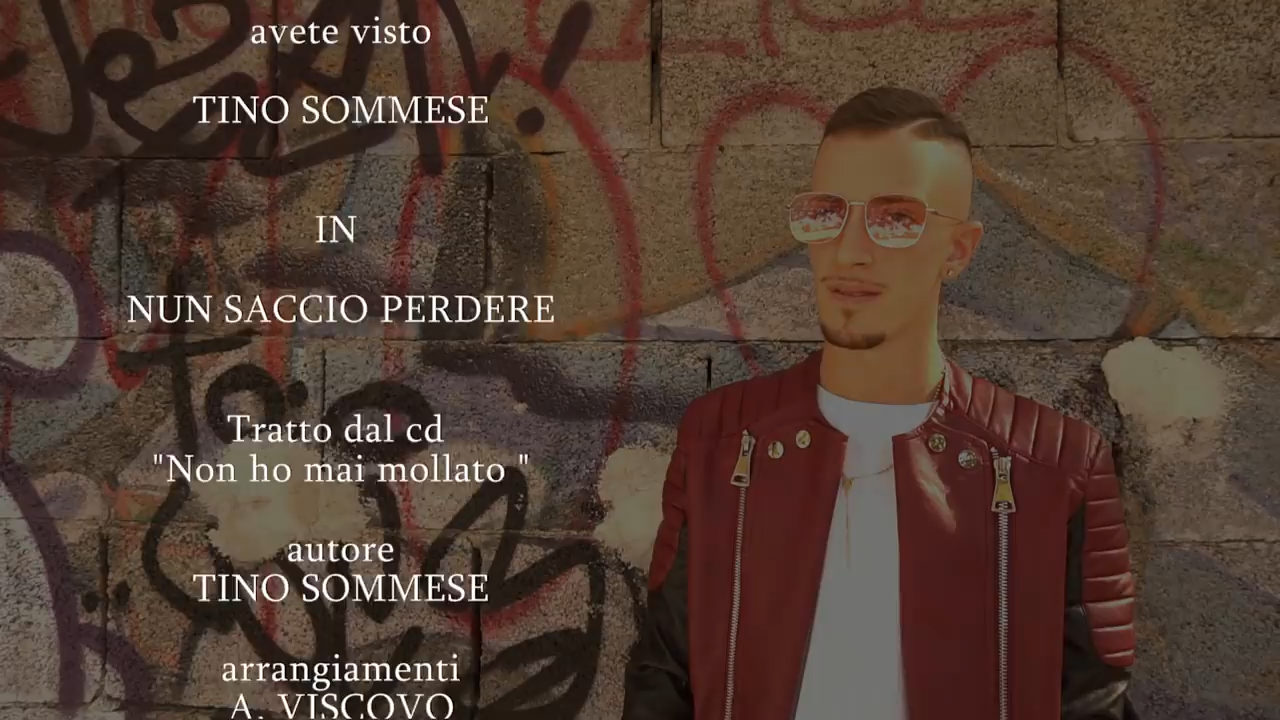 avete visto
TINO SOMMESE
IN
NUN SACCIO PERDERE
Tratto dal cd
"Non ho mai mollato "
autore
TINO SOMMESE
arrangiamenti
A. VISCOVO